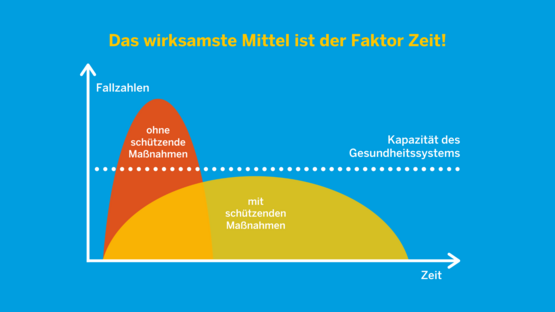 Das wirksamste Mittel ist der Faktor Zeit!
Fallzahlen
ohne
schützende
Maßnahmen
Kapazität des
Gesundheitssystems
mit
schützenden
Maßnahmen
Zeit